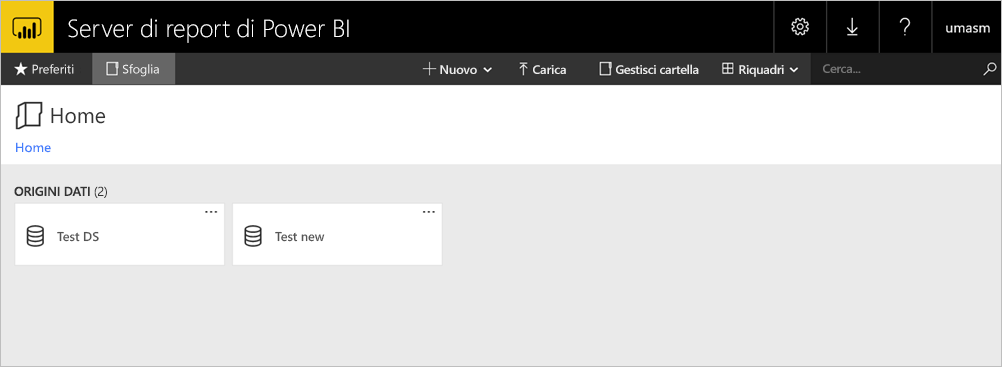 Server di report di Power BI
? umasm
Preferiti Sfoglia Nuovo Carica Gestisci cartella Riquadri Cerca...
Home
Home
ORIGINI DATI (2)
... ...
Test DS Test new